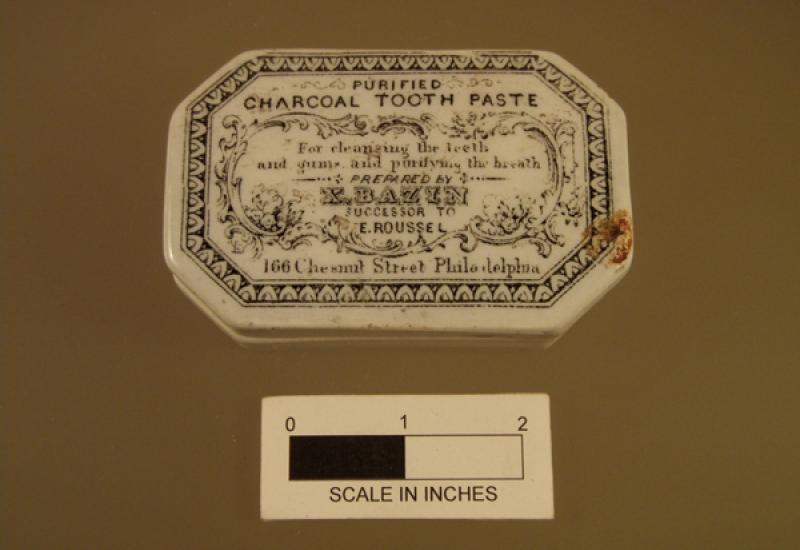 PURIFIED
CHARCOAL TOOTH PASTE
For cleansing the teeth
and gums and purifying the breath
PREPARED BY
X. BAZIN
SUCCESSOR TO
E. ROUSSEL
166 Chesnut Street Philadelphia
0 1 2
SCALE IN INCHES